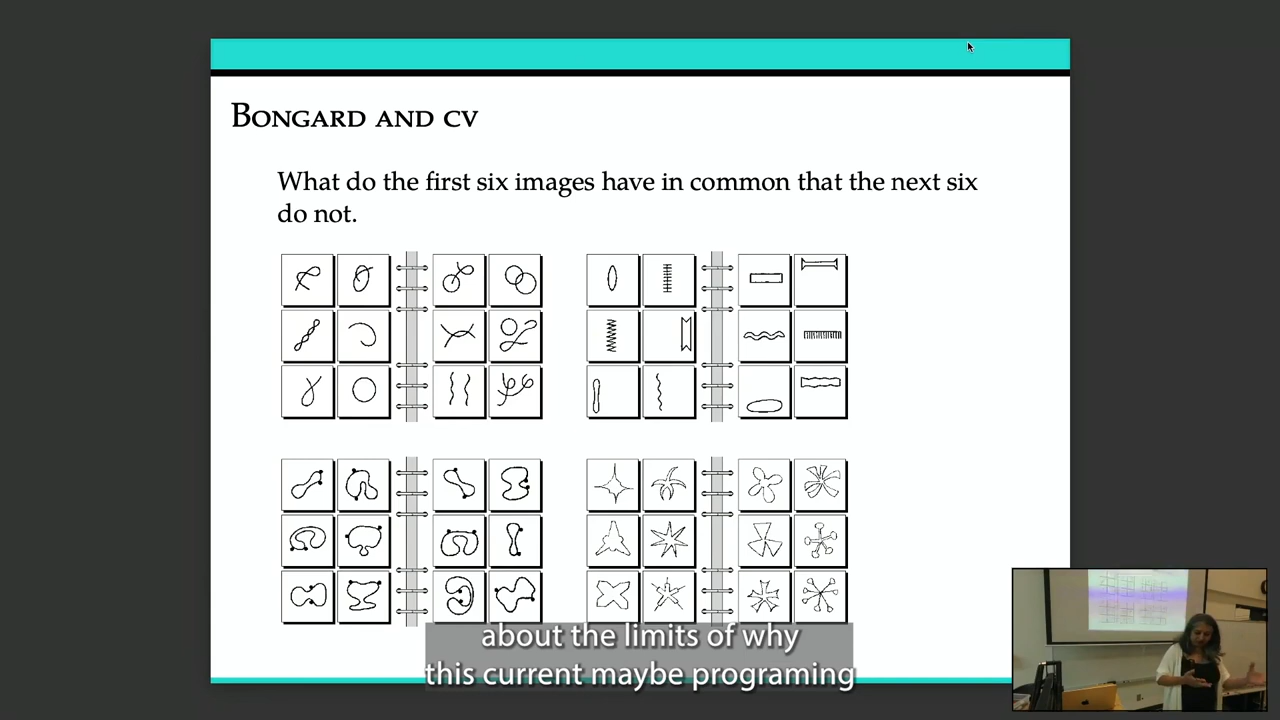 BONGARD AND CV
What do the first six images have in common that the next six
do not.
about the limits of why
this current maybe programing